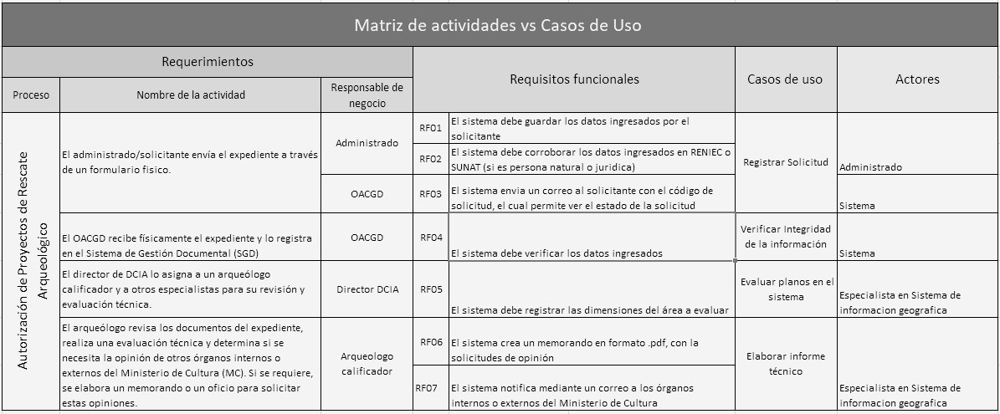 Matriz de actividades vs Casos de Uso
Requerimientos
Requisitos funcionales
Casos de uso
Actores
Proceso
Nombre de la actividad
Responsable de
negocio
Autorización de Proyectos de Rescate
Arqueológico
El administrado/solicitante envía el expediente a través
de un formulario fisico.
Administrado
RF01
El sistema debe guardar los datos ingresados por el
solicitante
RF02
El sistema debe corroborar los datos ingresados en RENIEC o
SUNAT (si es persona natural o juridica)
Registrar Solicitud
Administrado
OACGD
RF03
El sistema envia un correo al solicitante con el código de
solicitud, el cual permite ver el estado de la solicitud
Sistema
El OACGD recibe físicamente el expediente y lo registra
en el Sistema de Gestión Documental (SGD)
OACGD
RF04
El sistema debe verificar los datos ingresados
Verificar Integridad
de la información
Sistema
El director de DCIA lo asigna a un arqueólogo
calificador y a otros especialistas para su revisión y
evaluación técnica.
Director DCIA
RF05
El sistema debe registrar las dimensiones del área a evaluar
Evaluar planos en el
sistema
Especialista en Sistema de
informacion geografica
El arqueólogo revisa los documentos del expediente,
realiza una evaluación técnica y determina si se
necesita la opinión de otros órganos internos o
externos del Ministerio de Cultura (MC). Si se requiere,
se elabora un memorando o un oficio para solicitar
estas opiniones.
Arqueologo
calificador
RF06
El sistema crea un memorando en formato .pdf, con la
solicitudes de opinión
RF07
El sistema notifica mediante un correo a los órganos
internos o externos del Ministerio de Cultura
Elaborar informe
técnico
Especialista en Sistema de
informacion geografica